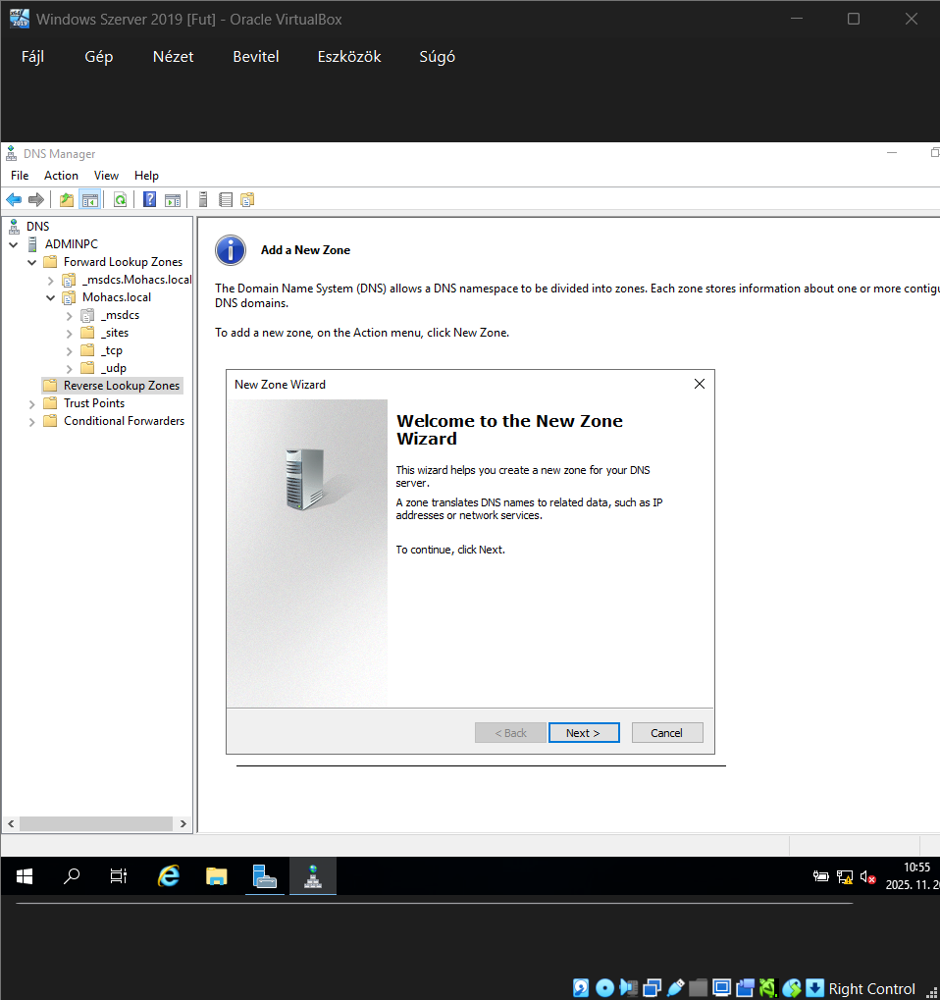 Windows Szerver 2019 [Fut] - Oracle VirtualBox
Fájl Gép Nézet Bevitel Eszközök Súgó
DNS Manager
File Action View Help
DNS
ADMINPC
Forward Lookup Zones
_msdcs.Mohacs.local
Mohacs.local
_msdcs
_sites
_tcp
_udp
Reverse Lookup Zones
Trust Points
Conditional Forwarders
Add a New Zone
The Domain Name System (DNS) allows a DNS namespace to be divided into zones. Each zone stores information about one or more contigu
DNS domains.
To add a new zone, on the Action menu, click New Zone.
New Zone Wizard
Welcome to the New Zone
Wizard
This wizard helps you create a new zone for your DNS
server.
A zone translates DNS names to related data, such as IP
addresses or network services.
To continue, click Next.
< Back Next > Cancel
10:55
2025. 11. 2
Right Control